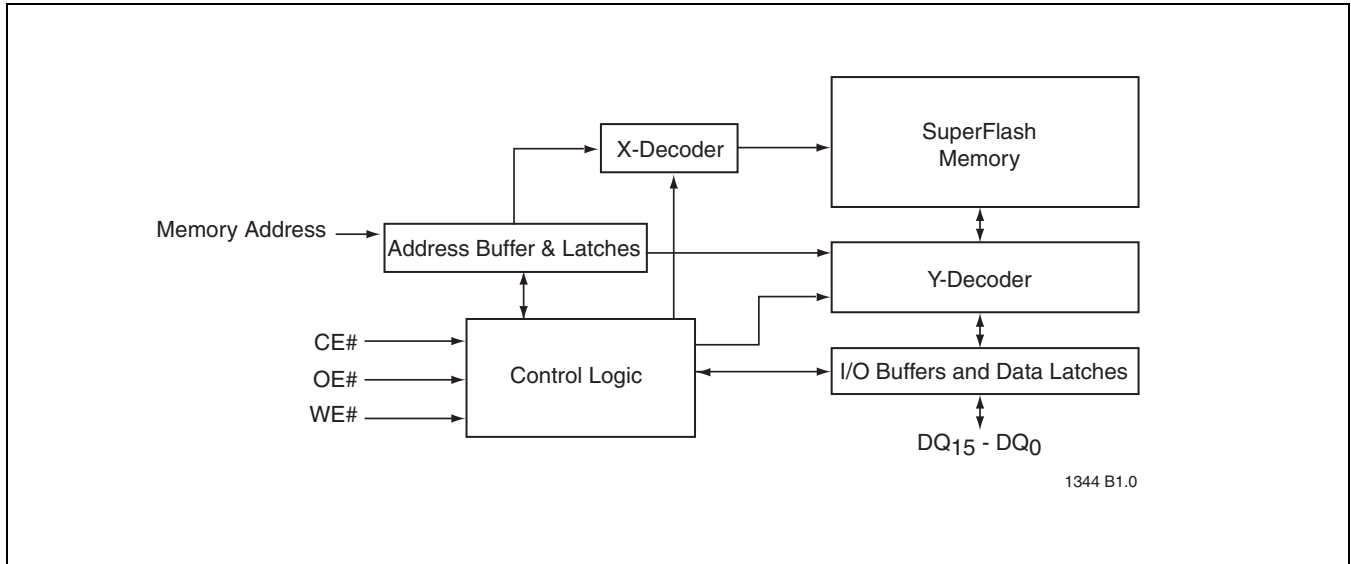 SuperFlash
Memory
X-Decoder
Memory Address
Address Buffer & Latches
Y-Decoder
CE#
OE#
WE#
Control Logic
I/O Buffers and Data Latches
DQ15 - DQ0
1344 B1.0